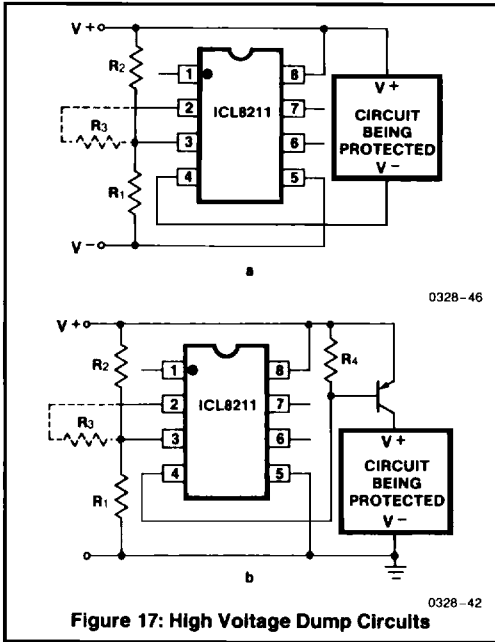 V+
R2
1
8
V+
CIRCUIT
BEING
PROTECTED
V−
2
ICL8211
7
R3
3
6
4
5
R1
V−
a
0328-46
V+
R2
1
8
R4
2
ICL8211
7
R3
3
6
V+
CIRCUIT
BEING
PROTECTED
V−
R1
4
5
b
0328-42
Figure 17: High Voltage Dump Circuits